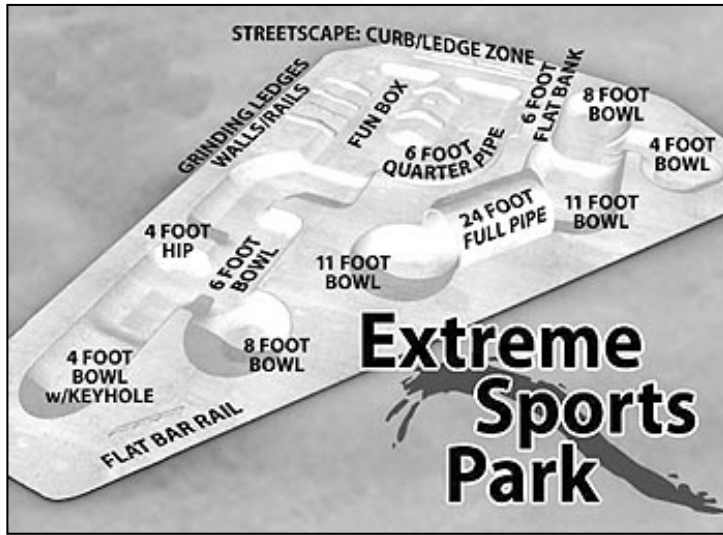 STREETSCAPE: CURB/LEDGE ZONE
GRINDING LEDGES
WALLS/RAILS
FUN BOX
6 FOOT
QUARTER PIPE
6 FOOT
FLAT BANK
8 FOOT
BOWL
4 FOOT
BOWL
11 FOOT
BOWL
24 FOOT
FULL PIPE
11 FOOT
BOWL
4 FOOT
HIP
6 FOOT
BOWL
8 FOOT
BOWL
4 FOOT
BOWL
w/KEYHOLE
FLAT BAR RAIL
Extreme
Sports
Park